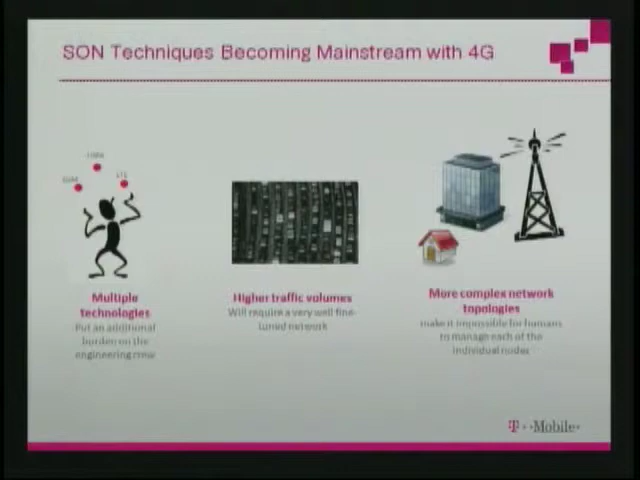 SON Techniques Becoming Mainstream with 4G
LTE
Multiple
technologies
Put an additional
burden on the
engineering crew
Higher traffic volumes
Will require a very well fine-
tuned network
More complex network
topologies
make it impossible for humans
to manage each of the
individual nodes
T··Mobile·